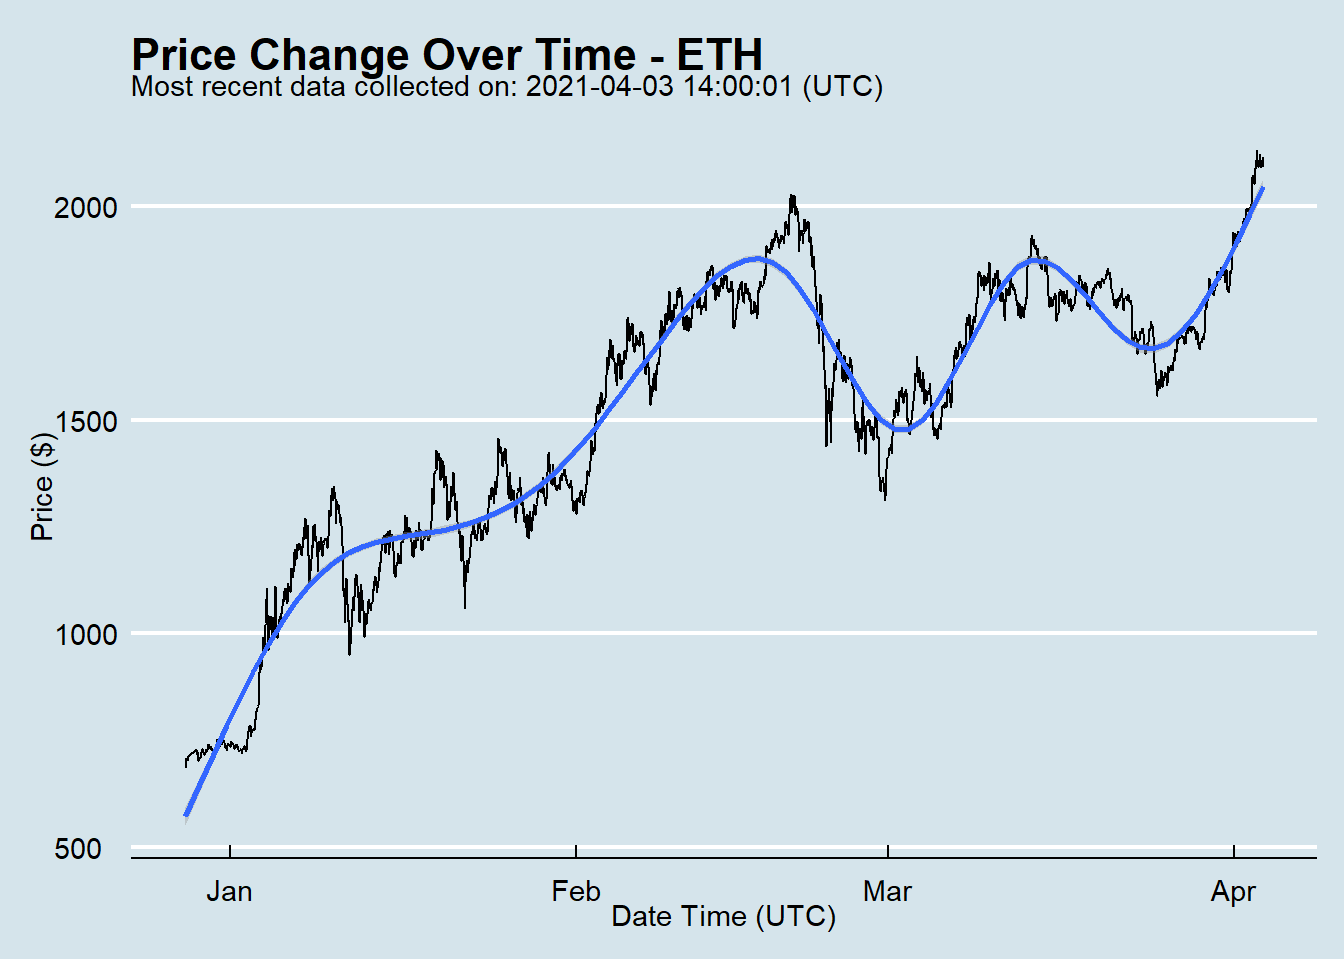 Price Change Over Time - ETH
Most recent data collected on: 2021-04-03 14:00:01 (UTC)
Price ($)
2000
1500
1000
500
Jan Feb Mar Apr
Date Time (UTC)